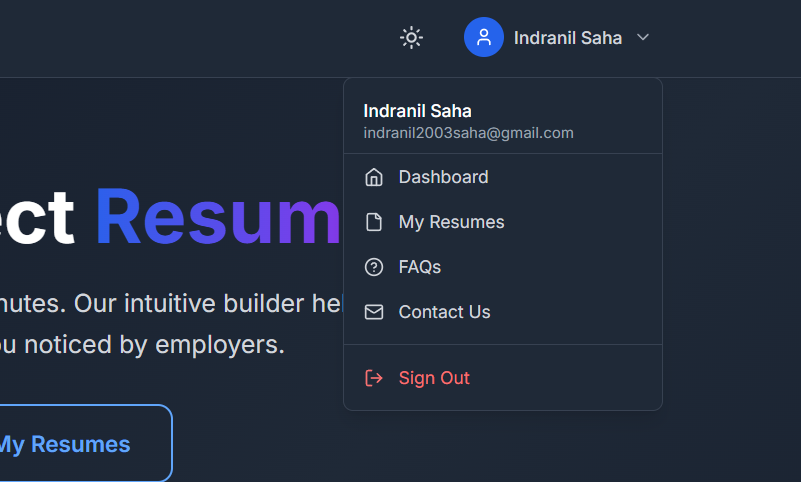 Indranil Saha
Indranil Saha
indranil2003saha@gmail.com
Dashboard
My Resumes
FAQs
Contact Us
Sign Out
ect Resum
nutes. Our intuitive builder hel
ou noticed by employers.
My Resumes